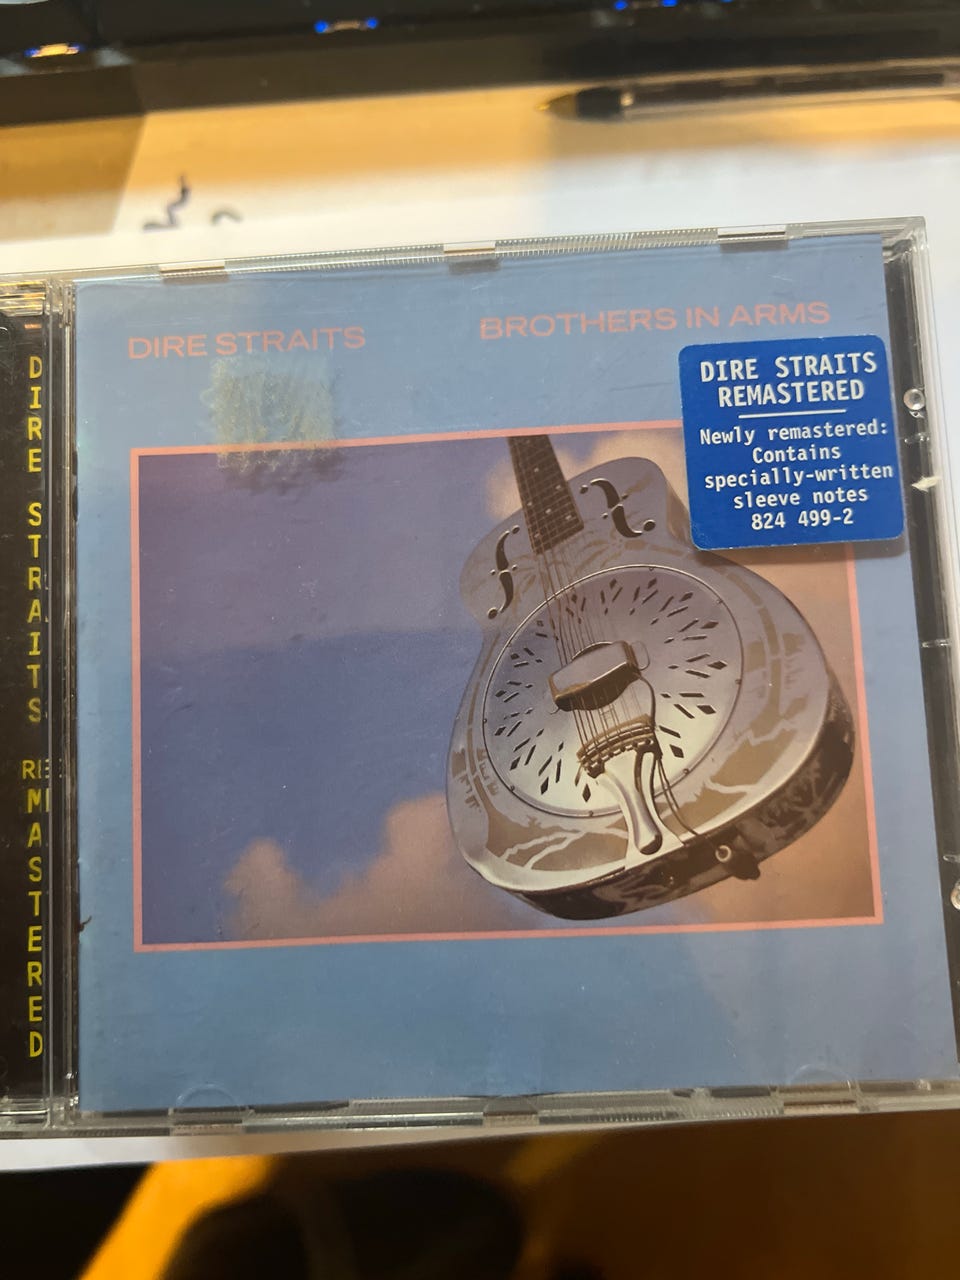 DIRE STRAITS
BROTHERS IN ARMS
DIRE STRAITS
REMASTERED
Newly remastered:
Contains
specially-written
sleeve notes
824 499-2
DIRE STRAITS REMASTERED